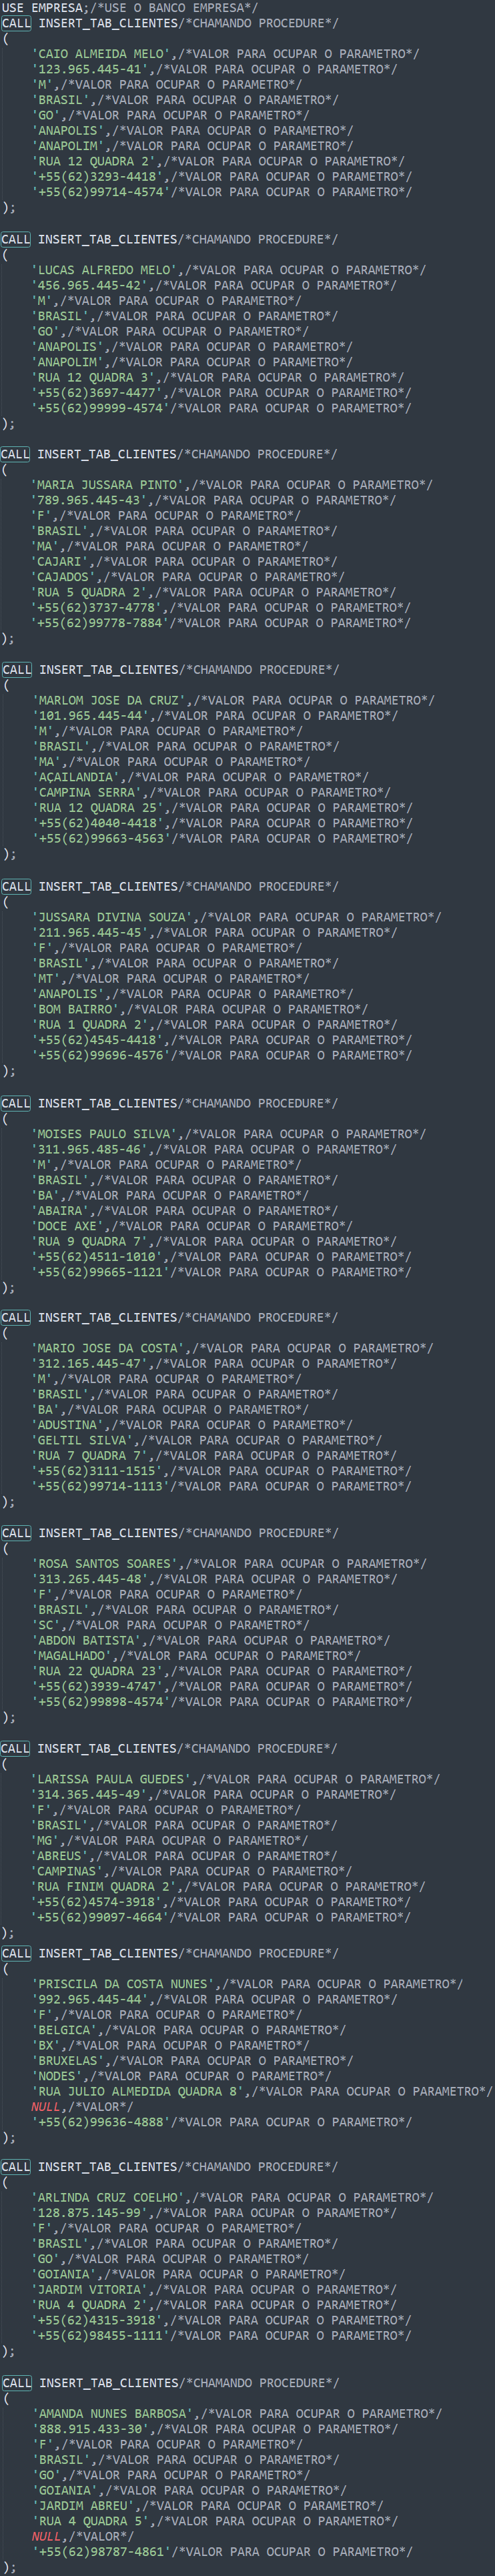 USE EMPRESA;/*USE O BANCO EMPRESA*/
CALL INSERT_TAB_CLIENTES/*CHAMANDO PROCEDURE*/
(
'CAIO ALMEIDA MELO',/*VALOR PARA OCUPAR O PARAMETRO*/
'123.965.445-41',/*VALOR PARA OCUPAR O PARAMETRO*/
'M',/*VALOR PARA OCUPAR O PARAMETRO*/
'BRASIL',/*VALOR PARA OCUPAR O PARAMETRO*/
'GO',/*VALOR PARA OCUPAR O PARAMETRO*/
'ANAPOLIS',/*VALOR PARA OCUPAR O PARAMETRO*/
'ANAPOLIM',/*VALOR PARA OCUPAR O PARAMETRO*/
'RUA 12 QUADRA 2',/*VALOR PARA OCUPAR O PARAMETRO*/
'+55(62)3293-4418',/*VALOR PARA OCUPAR O PARAMETRO*/
'+55(62)99714-4574'/*VALOR PARA OCUPAR O PARAMETRO*/
);
CALL INSERT_TAB_CLIENTES/*CHAMANDO PROCEDURE*/
(
'LUCAS ALFREDO MELO',/*VALOR PARA OCUPAR O PARAMETRO*/
'456.965.445-42',/*VALOR PARA OCUPAR O PARAMETRO*/
'M',/*VALOR PARA OCUPAR O PARAMETRO*/
'BRASIL',/*VALOR PARA OCUPAR O PARAMETRO*/
'GO',/*VALOR PARA OCUPAR O PARAMETRO*/
'ANAPOLIS',/*VALOR PARA OCUPAR O PARAMETRO*/
'ANAPOLIM',/*VALOR PARA OCUPAR O PARAMETRO*/
'RUA 12 QUADRA 3',/*VALOR PARA OCUPAR O PARAMETRO*/
'+55(62)3697-4477',/*VALOR PARA OCUPAR O PARAMETRO*/
'+55(62)99999-4574'/*VALOR PARA OCUPAR O PARAMETRO*/
);
CALL INSERT_TAB_CLIENTES/*CHAMANDO PROCEDURE*/
(
'MARIA JUSSARA PINTO',/*VALOR PARA OCUPAR O PARAMETRO*/
'789.965.445-43',/*VALOR PARA OCUPAR O PARAMETRO*/
'F',/*VALOR PARA OCUPAR O PARAMETRO*/
'BRASIL',/*VALOR PARA OCUPAR O PARAMETRO*/
'MA',/*VALOR PARA OCUPAR O PARAMETRO*/
'CAJARI',/*VALOR PARA OCUPAR O PARAMETRO*/
'CAJADOS',/*VALOR PARA OCUPAR O PARAMETRO*/
'RUA 5 QUADRA 2',/*VALOR PARA OCUPAR O PARAMETRO*/
'+55(62)3737-4778',/*VALOR PARA OCUPAR O PARAMETRO*/
'+55(62)99778-7884'/*VALOR PARA OCUPAR O PARAMETRO*/
);
CALL INSERT_TAB_CLIENTES/*CHAMANDO PROCEDURE*/
(
'MARLOM JOSE DA CRUZ',/*VALOR PARA OCUPAR O PARAMETRO*/
'101.965.445-44',/*VALOR PARA OCUPAR O PARAMETRO*/
'M',/*VALOR PARA OCUPAR O PARAMETRO*/
'BRASIL',/*VALOR PARA OCUPAR O PARAMETRO*/
'MA',/*VALOR PARA OCUPAR O PARAMETRO*/
'AÇAILANDIA',/*VALOR PARA OCUPAR O PARAMETRO*/
'CAMPINA SERRA',/*VALOR PARA OCUPAR O PARAMETRO*/
'RUA 12 QUADRA 25',/*VALOR PARA OCUPAR O PARAMETRO*/
'+55(62)4040-4418',/*VALOR PARA OCUPAR O PARAMETRO*/
'+55(62)99663-4563'/*VALOR PARA OCUPAR O PARAMETRO*/
);
CALL INSERT_TAB_CLIENTES/*CHAMANDO PROCEDURE*/
(
'JUSSARA DIVINA SOUZA',/*VALOR PARA OCUPAR O PARAMETRO*/
'211.965.445-45',/*VALOR PARA OCUPAR O PARAMETRO*/
'F',/*VALOR PARA OCUPAR O PARAMETRO*/
'BRASIL',/*VALOR PARA OCUPAR O PARAMETRO*/
'MT',/*VALOR PARA OCUPAR O PARAMETRO*/
'ANAPOLIS',/*VALOR PARA OCUPAR O PARAMETRO*/
'BOM BAIRRO',/*VALOR PARA OCUPAR O PARAMETRO*/
'RUA 1 QUADRA 2',/*VALOR PARA OCUPAR O PARAMETRO*/
'+55(62)4545-4418',/*VALOR PARA OCUPAR O PARAMETRO*/
'+55(62)99696-4576'/*VALOR PARA OCUPAR O PARAMETRO*/
);
CALL INSERT_TAB_CLIENTES/*CHAMANDO PROCEDURE*/
(
'MOISES PAULO SILVA',/*VALOR PARA OCUPAR O PARAMETRO*/
'311.965.485-46',/*VALOR PARA OCUPAR O PARAMETRO*/
'M',/*VALOR PARA OCUPAR O PARAMETRO*/
'BRASIL',/*VALOR PARA OCUPAR O PARAMETRO*/
'BA',/*VALOR PARA OCUPAR O PARAMETRO*/
'ABAIRA',/*VALOR PARA OCUPAR O PARAMETRO*/
'DOCE AXE',/*VALOR PARA OCUPAR O PARAMETRO*/
'RUA 9 QUADRA 7',/*VALOR PARA OCUPAR O PARAMETRO*/
'+55(62)4511-1010',/*VALOR PARA OCUPAR O PARAMETRO*/
'+55(62)99665-1121'/*VALOR PARA OCUPAR O PARAMETRO*/
);
CALL INSERT_TAB_CLIENTES/*CHAMANDO PROCEDURE*/
(
'MARIO JOSE DA COSTA',/*VALOR PARA OCUPAR O PARAMETRO*/
'312.165.445-47',/*VALOR PARA OCUPAR O PARAMETRO*/
'M',/*VALOR PARA OCUPAR O PARAMETRO*/
'BRASIL',/*VALOR PARA OCUPAR O PARAMETRO*/
'BA',/*VALOR PARA OCUPAR O PARAMETRO*/
'ADUSTINA',/*VALOR PARA OCUPAR O PARAMETRO*/
'GELTIL SILVA',/*VALOR PARA OCUPAR O PARAMETRO*/
'RUA 7 QUADRA 7',/*VALOR PARA OCUPAR O PARAMETRO*/
'+55(62)3111-1515',/*VALOR PARA OCUPAR O PARAMETRO*/
'+55(62)99714-1113'/*VALOR PARA OCUPAR O PARAMETRO*/
);
CALL INSERT_TAB_CLIENTES/*CHAMANDO PROCEDURE*/
(
'ROSA SANTOS SOARES',/*VALOR PARA OCUPAR O PARAMETRO*/
'313.265.445-48',/*VALOR PARA OCUPAR O PARAMETRO*/
'F',/*VALOR PARA OCUPAR O PARAMETRO*/
'BRASIL',/*VALOR PARA OCUPAR O PARAMETRO*/
'SC',/*VALOR PARA OCUPAR O PARAMETRO*/
'ABDON BATISTA',/*VALOR PARA OCUPAR O PARAMETRO*/
'MAGALHADO',/*VALOR PARA OCUPAR O PARAMETRO*/
'RUA 22 QUADRA 23',/*VALOR PARA OCUPAR O PARAMETRO*/
'+55(62)3939-4747',/*VALOR PARA OCUPAR O PARAMETRO*/
'+55(62)99898-4574'/*VALOR PARA OCUPAR O PARAMETRO*/
);
CALL INSERT_TAB_CLIENTES/*CHAMANDO PROCEDURE*/
(
'LARISSA PAULA GUEDES',/*VALOR PARA OCUPAR O PARAMETRO*/
'314.365.445-49',/*VALOR PARA OCUPAR O PARAMETRO*/
'F',/*VALOR PARA OCUPAR O PARAMETRO*/
'BRASIL',/*VALOR PARA OCUPAR O PARAMETRO*/
'MG',/*VALOR PARA OCUPAR O PARAMETRO*/
'ABREUS',/*VALOR PARA OCUPAR O PARAMETRO*/
'CAMPINAS',/*VALOR PARA OCUPAR O PARAMETRO*/
'RUA FINIM QUADRA 2',/*VALOR PARA OCUPAR O PARAMETRO*/
'+55(62)4574-3918',/*VALOR PARA OCUPAR O PARAMETRO*/
'+55(62)99097-4664'/*VALOR PARA OCUPAR O PARAMETRO*/
);
CALL INSERT_TAB_CLIENTES/*CHAMANDO PROCEDURE*/
(
'PRISCILA DA COSTA NUNES',/*VALOR PARA OCUPAR O PARAMETRO*/
'992.965.445-44',/*VALOR PARA OCUPAR O PARAMETRO*/
'F',/*VALOR PARA OCUPAR O PARAMETRO*/
'BELGICA',/*VALOR PARA OCUPAR O PARAMETRO*/
'BX',/*VALOR PARA OCUPAR O PARAMETRO*/
'BRUXELAS',/*VALOR PARA OCUPAR O PARAMETRO*/
'NODES',/*VALOR PARA OCUPAR O PARAMETRO*/
'RUA JULIO ALMEDIDA QUADRA 8',/*VALOR PARA OCUPAR O PARAMETRO*/
NULL,/*VALOR*/
'+55(62)99636-4888'/*VALOR PARA OCUPAR O PARAMETRO*/
);
CALL INSERT_TAB_CLIENTES/*CHAMANDO PROCEDURE*/
(
'ARLINDA CRUZ COELHO',/*VALOR PARA OCUPAR O PARAMETRO*/
'128.875.145-99',/*VALOR PARA OCUPAR O PARAMETRO*/
'F',/*VALOR PARA OCUPAR O PARAMETRO*/
'BRASIL',/*VALOR PARA OCUPAR O PARAMETRO*/
'GO',/*VALOR PARA OCUPAR O PARAMETRO*/
'GOIANIA',/*VALOR PARA OCUPAR O PARAMETRO*/
'JARDIM VITORIA',/*VALOR PARA OCUPAR O PARAMETRO*/
'RUA 4 QUADRA 2',/*VALOR PARA OCUPAR O PARAMETRO*/
'+55(62)4315-3918',/*VALOR PARA OCUPAR O PARAMETRO*/
'+55(62)98455-1111'/*VALOR PARA OCUPAR O PARAMETRO*/
);
CALL INSERT_TAB_CLIENTES/*CHAMANDO PROCEDURE*/
(
'AMANDA NUNES BARBOSA',/*VALOR PARA OCUPAR O PARAMETRO*/
'888.915.433-30',/*VALOR PARA OCUPAR O PARAMETRO*/
'F',/*VALOR PARA OCUPAR O PARAMETRO*/
'BRASIL',/*VALOR PARA OCUPAR O PARAMETRO*/
'GO',/*VALOR PARA OCUPAR O PARAMETRO*/
'GOIANIA',/*VALOR PARA OCUPAR O PARAMETRO*/
'JARDIM ABREU',/*VALOR PARA OCUPAR O PARAMETRO*/
'RUA 4 QUADRA 5',/*VALOR PARA OCUPAR O PARAMETRO*/
NULL,/*VALOR*/
'+55(62)98787-4861'/*VALOR PARA OCUPAR O PARAMETRO*/
);